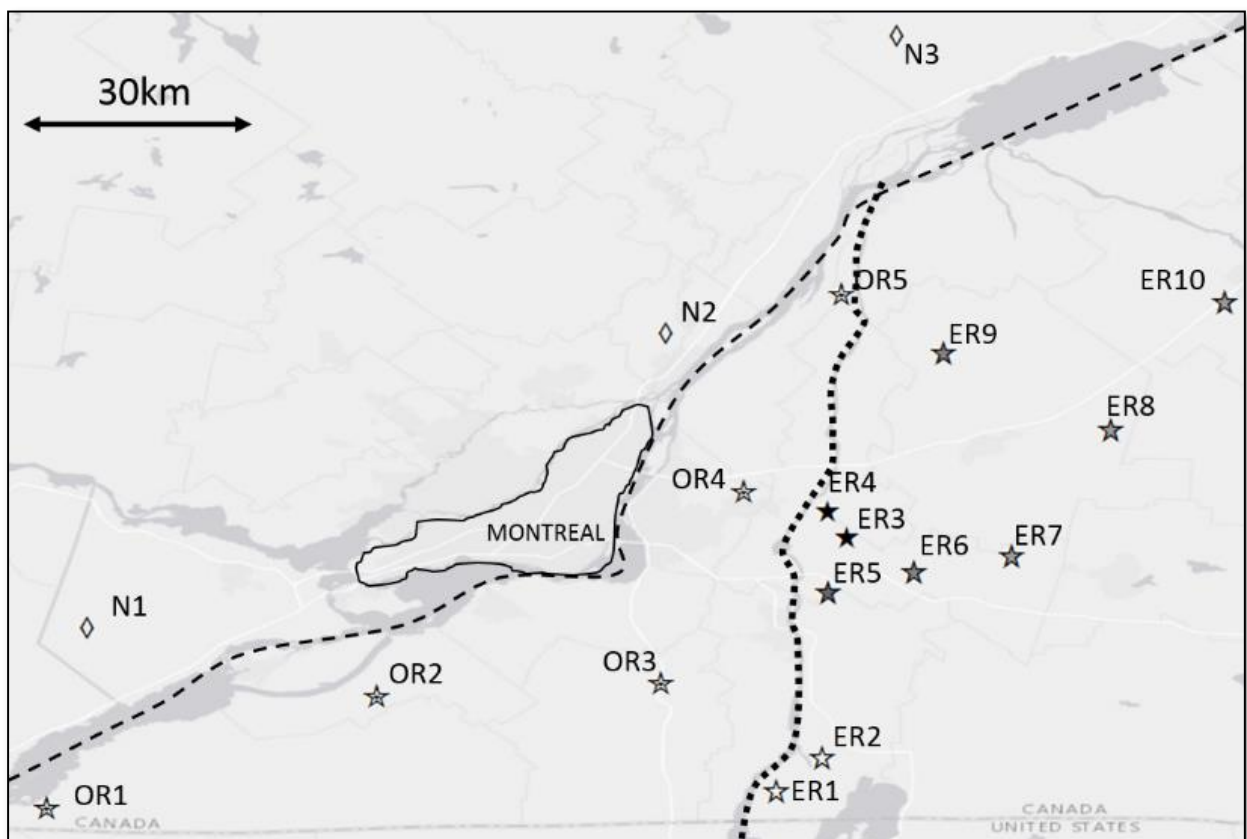 30km
N3
OR5
ER10
N2
ER9
ER8
OR4
ER4
ER3
MONTREAL
ER6
ER7
ER5
N1
OR3
OR2
ER2
ER1
OR1
CANADA
CANADA
UNITED STATES